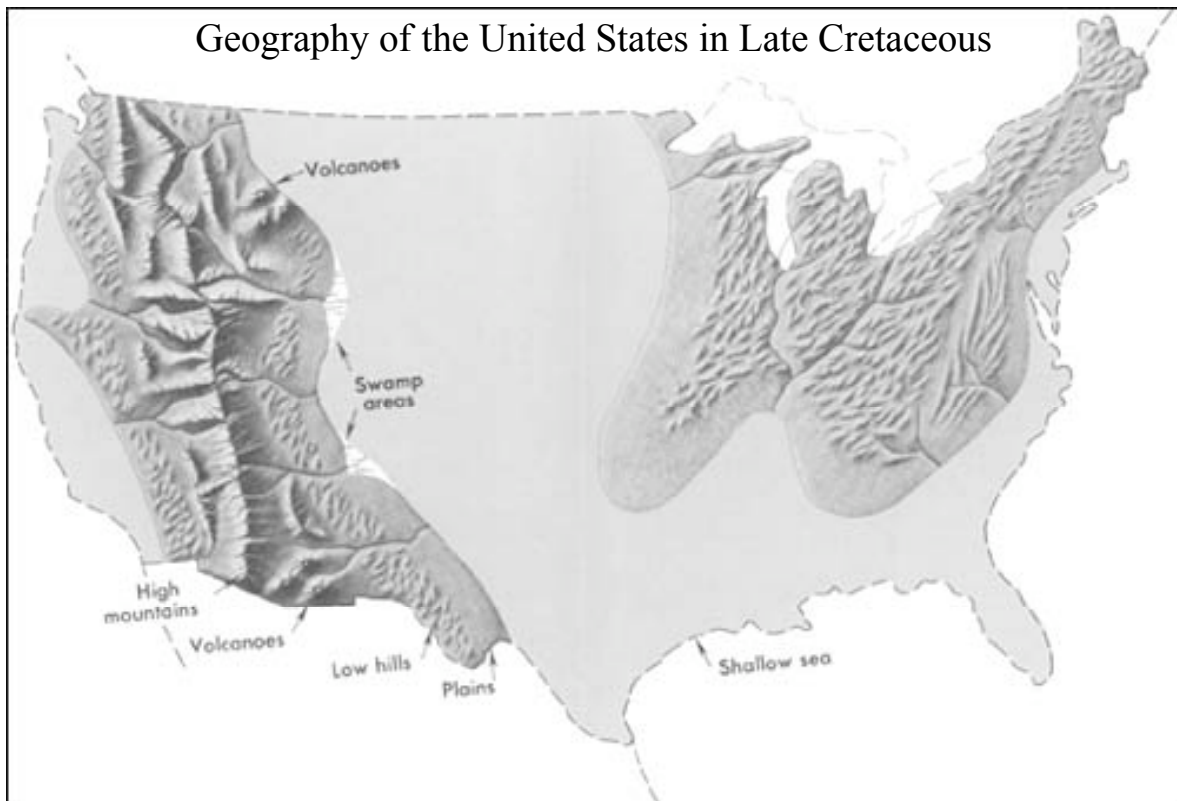 Geography of the United States in Late Cretaceous
Volcanoes
Swamp
areas
High
mountains
Volcanoes
Low hills
Plains
Shallow sea